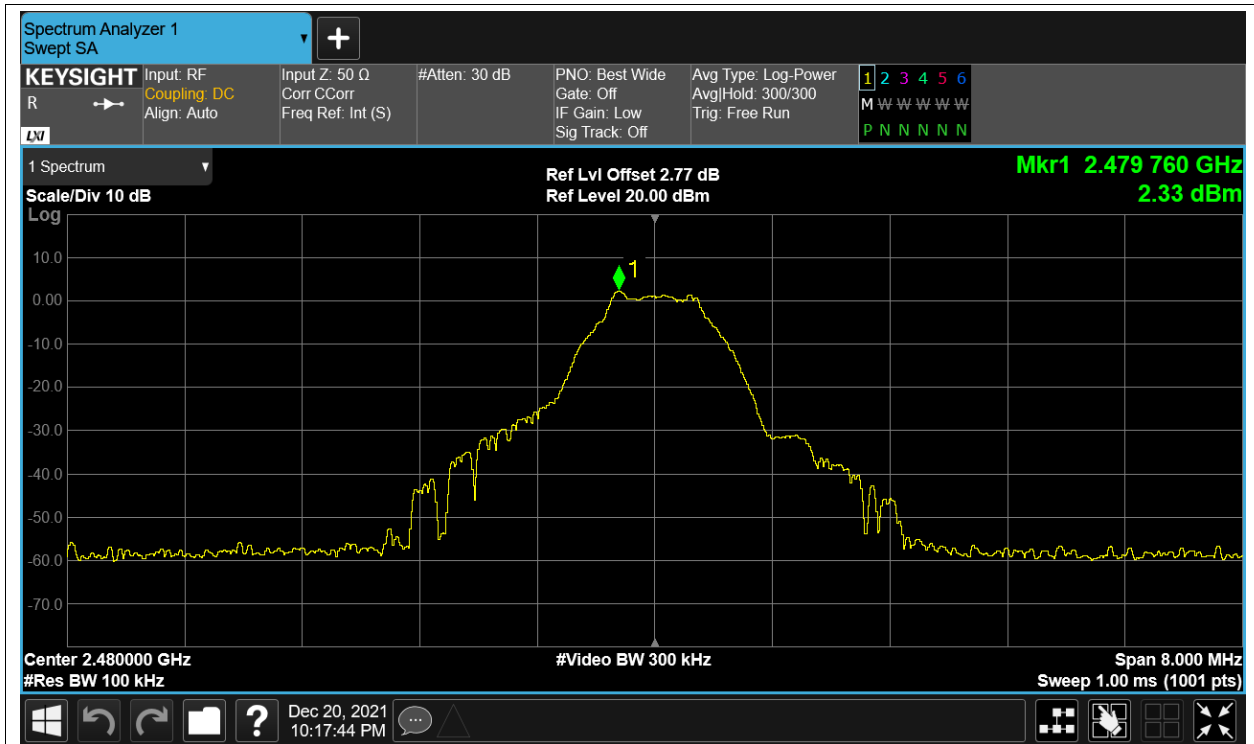 Spectrum Analyzer 1
Swept SA
KEYSIGHT
R
LXI
Input: RF
Coupling: DC
Align: Auto
Input Z: 50 Ω
Corr CCorr
Freq Ref: Int (S)
#Atten: 30 dB
PNO: Best Wide
Gate: Off
IF Gain: Low
Sig Track: Off
Avg Type: Log-Power
Avg|Hold: 300/300
Trig: Free Run
1 2 3 4 5 6
M W W W W W
P N N N N N
1 Spectrum
Scale/Div 10 dB
Ref Lvl Offset 2.77 dB
Ref Level 20.00 dBm
Mkr1 2.479 760 GHz
2.33 dBm
Log
10.0
0.00
-10.0
-20.0
-30.0
-40.0
-50.0
-60.0
-70.0
1
Center 2.480000 GHz
#Res BW 100 kHz
#Video BW 300 kHz
Span 8.000 MHz
Sweep 1.00 ms (1001 pts)
?
Dec 20, 2021
10:17:44 PM